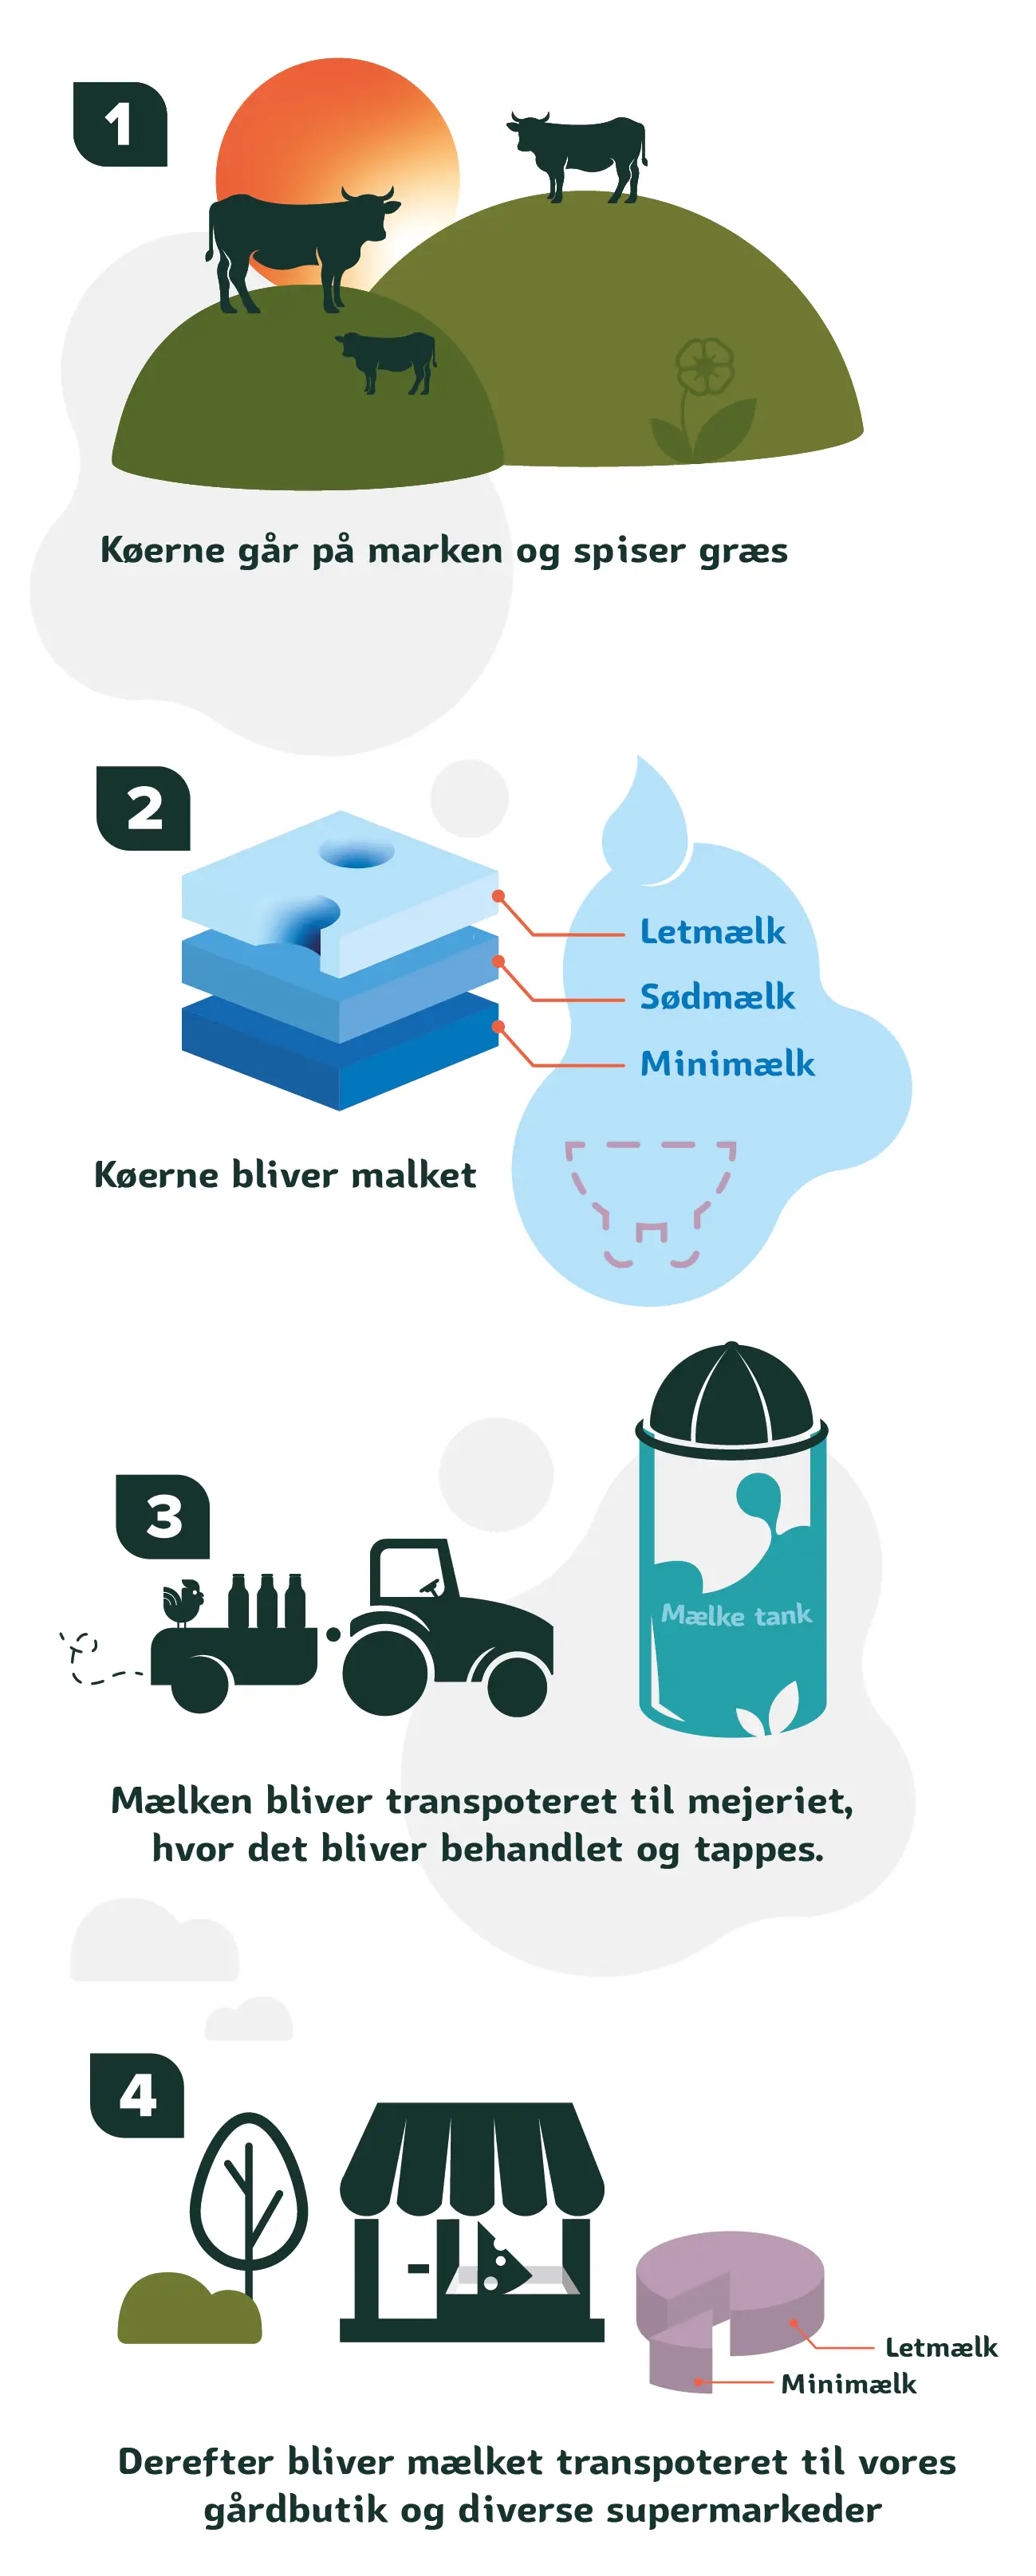 1
Køerne går på marken og spiser græs
2
Letmælk
Sødmælk
Minimælk
Køerne bliver malket
3
Mælke tank
Mælken bliver transpoteret til mejeriet,
hvor det bliver behandlet og tappes.
4
Letmælk
Minimælk
Derefter bliver mælket transpoteret til vores
gårdbutik og diverse supermarkeder